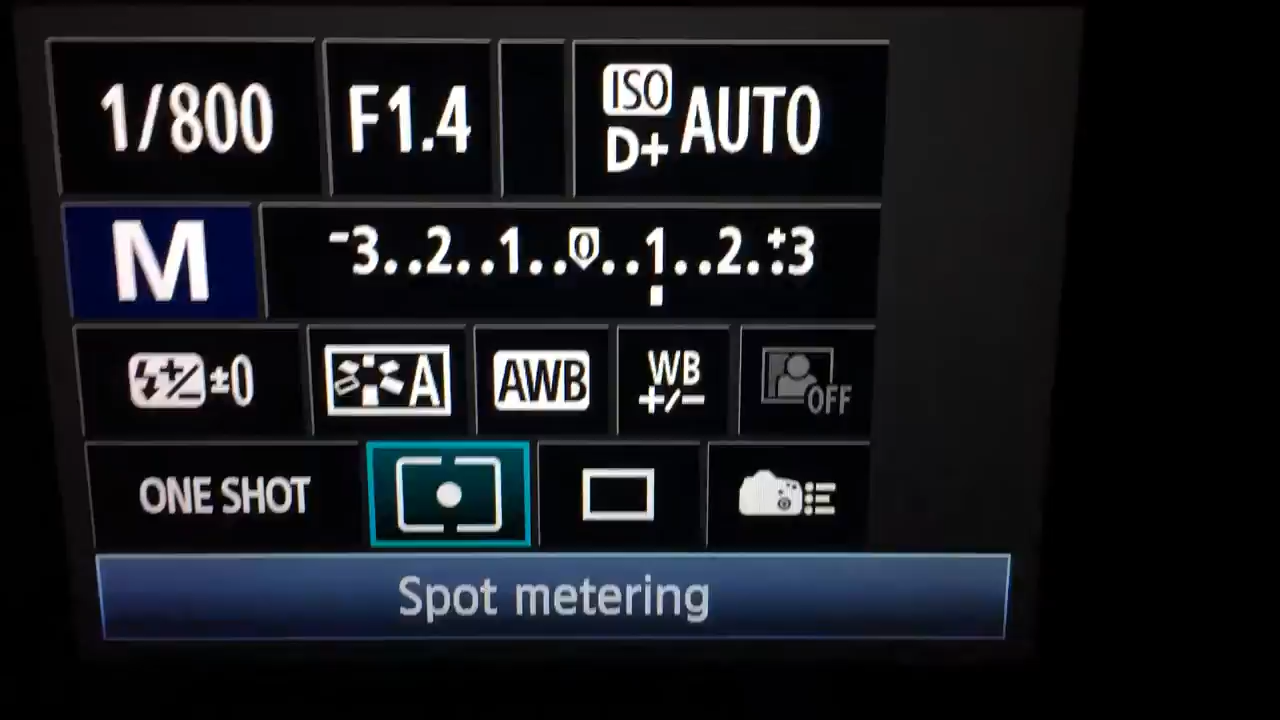 1/800 F1.4 ISO D+ AUTO
M -3..2..1..0..1..2.:+3
±0 A AWB WB +/− OFF
ONE SHOT
Spot metering